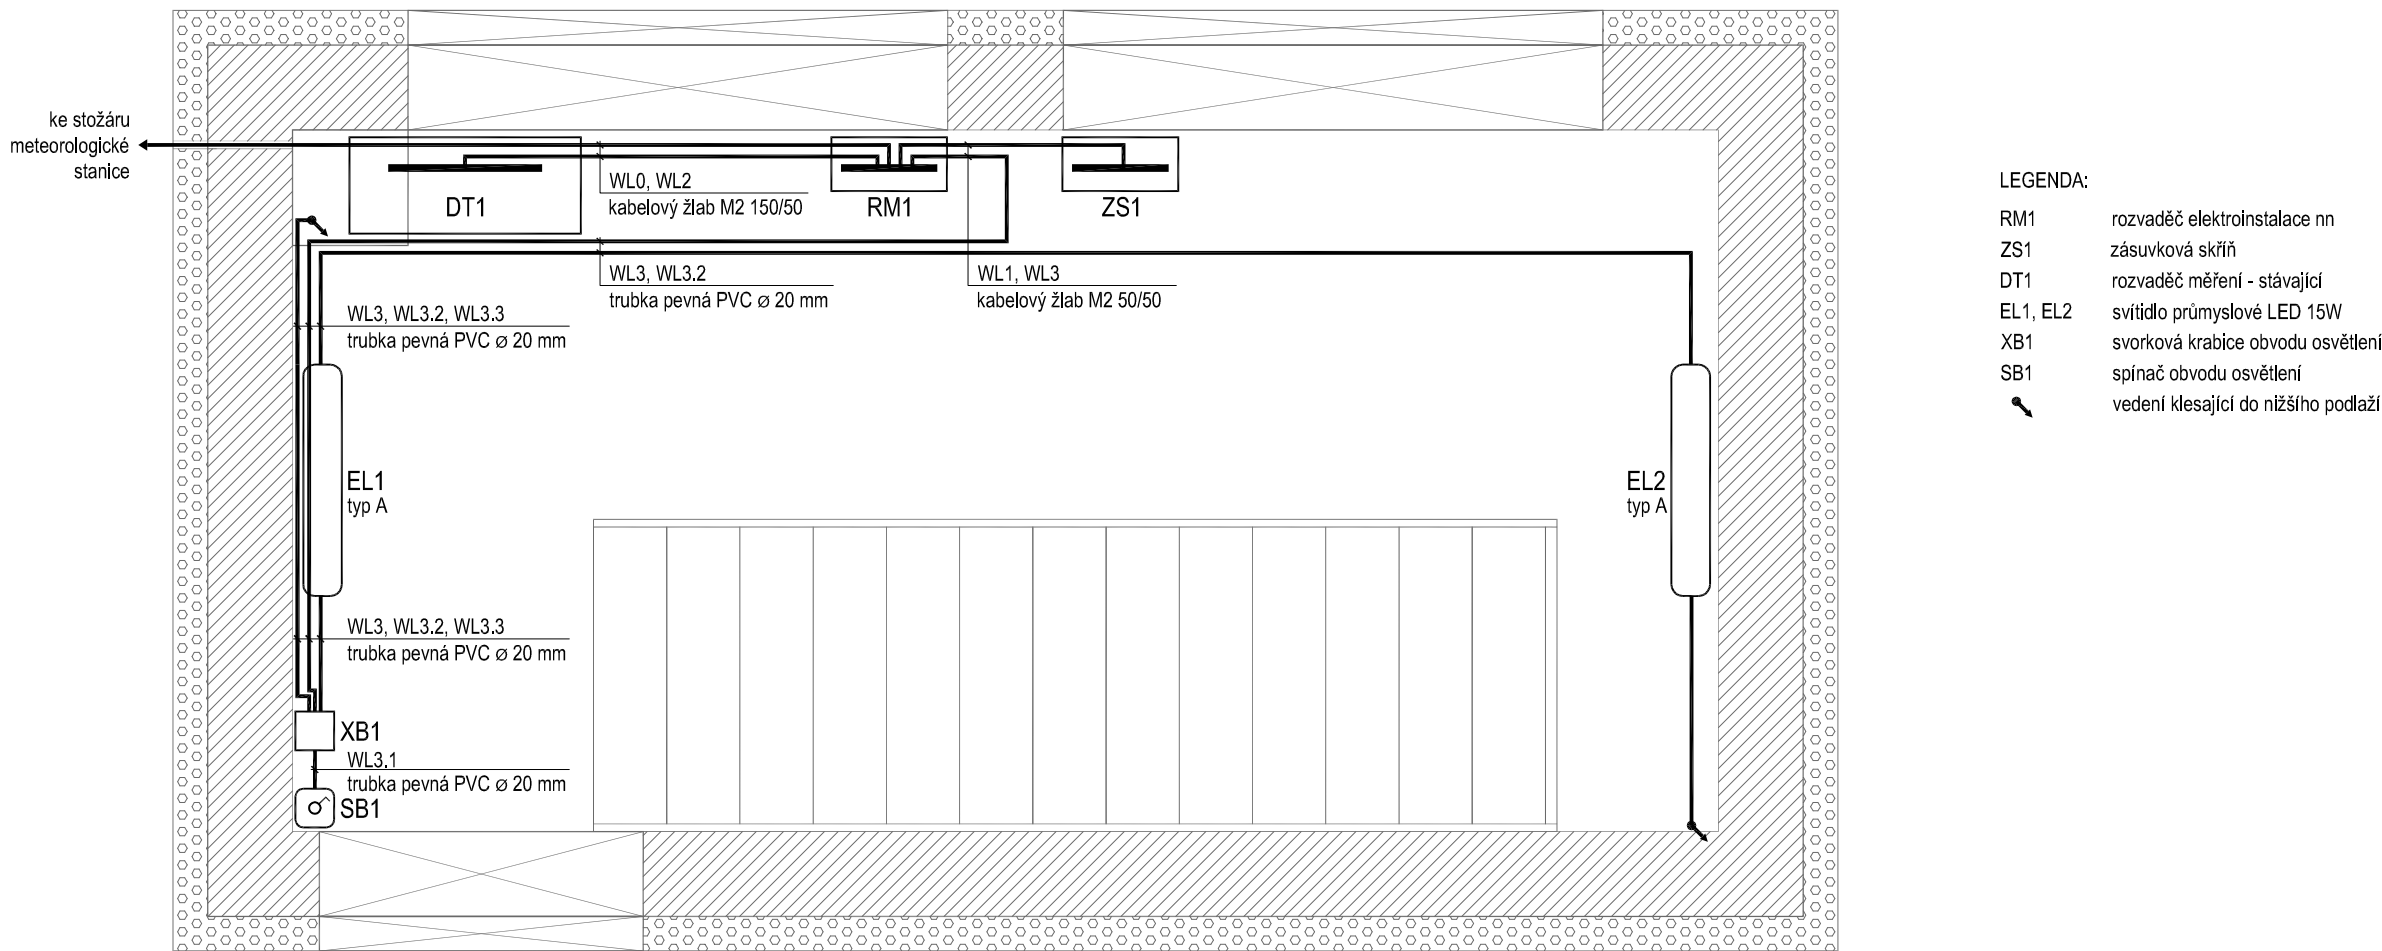 ke stožáru
meteorologické
stanice
DT1
WL0, WL2
kabelový žlab M2 150/50
RM1
ZS1
WL3, WL3.2
trubka pevná PVC ø 20 mm
WL1, WL3
kabelový žlab M2 50/50
WL3, WL3.2, WL3.3
trubka pevná PVC ø 20 mm
EL1
typ A
EL2
typ A
WL3, WL3.2, WL3.3
trubka pevná PVC ø 20 mm
XB1
WL3.1
trubka pevná PVC ø 20 mm
SB1
LEGENDA:
RM1 rozvaděč elektroinstalace nn
ZS1 zásuvková skříň
DT1 rozvaděč měření - stávající
EL1, EL2 svítidlo průmyslové LED 15W
XB1 svorková krabice obvodu osvětlení
SB1 spínač obvodu osvětlení
vedení klesající do nižšího podlaží